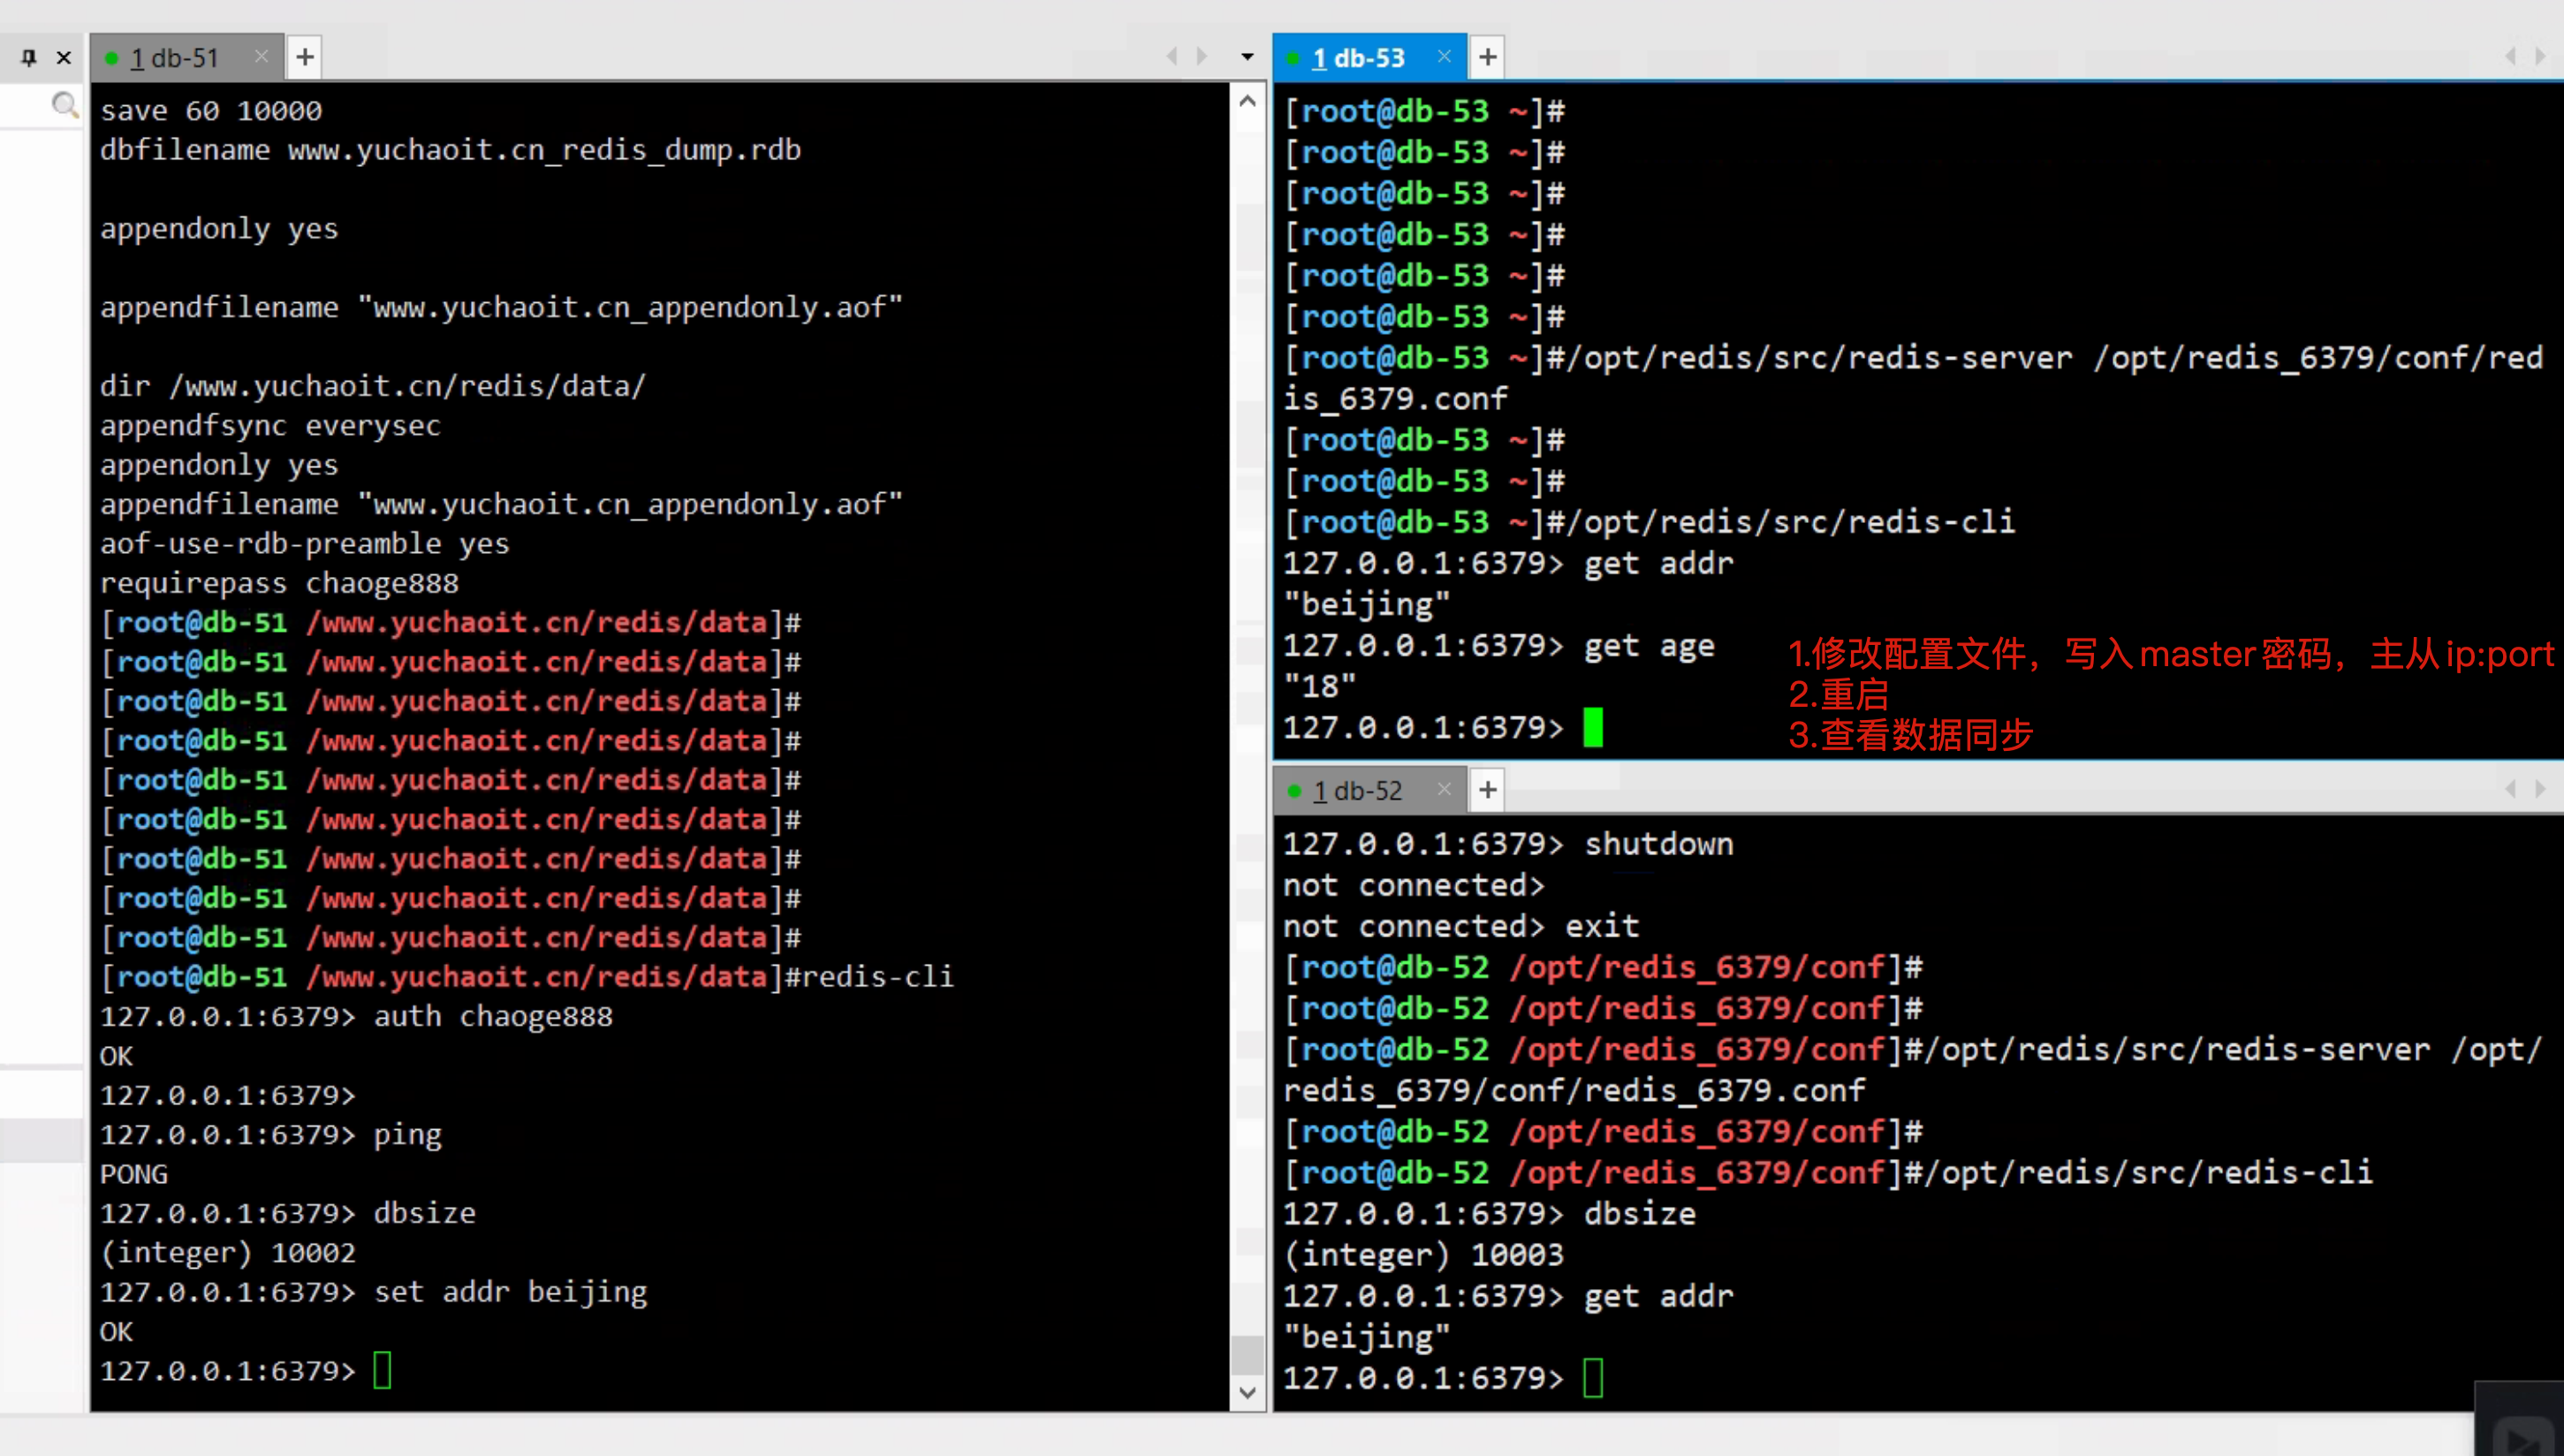 1 db-51
save 60 10000
dbfilename www.yuchaoit.cn_redis_dump.rdb
appendonly yes
appendfilename "www.yuchaoit.cn_appendonly.aof"
dir /www.yuchaoit.cn/redis/data/
appendfsync everysec
appendonly yes
appendfilename "www.yuchaoit.cn_appendonly.aof"
aof-use-rdb-preamble yes
requirepass chaoge888
[root@db-51 /www.yuchaoit.cn/redis/data]#
[root@db-51 /www.yuchaoit.cn/redis/data]#
[root@db-51 /www.yuchaoit.cn/redis/data]#
[root@db-51 /www.yuchaoit.cn/redis/data]#
[root@db-51 /www.yuchaoit.cn/redis/data]#
[root@db-51 /www.yuchaoit.cn/redis/data]#
[root@db-51 /www.yuchaoit.cn/redis/data]#
[root@db-51 /www.yuchaoit.cn/redis/data]#
[root@db-51 /www.yuchaoit.cn/redis/data]#
[root@db-51 /www.yuchaoit.cn/redis/data]#redis-cli
127.0.0.1:6379> auth chaoge888
OK
127.0.0.1:6379>
127.0.0.1:6379> ping
PONG
127.0.0.1:6379> dbsize
(integer) 10002
127.0.0.1:6379> set addr beijing
OK
127.0.0.1:6379>
1 db-53
[root@db-53 ~]#
[root@db-53 ~]#
[root@db-53 ~]#
[root@db-53 ~]#
[root@db-53 ~]#
[root@db-53 ~]#
[root@db-53 ~]#/opt/redis/src/redis-server /opt/redis_6379/conf/red
is_6379.conf
[root@db-53 ~]#
[root@db-53 ~]#
[root@db-53 ~]#/opt/redis/src/redis-cli
127.0.0.1:6379> get addr
"beijing"
127.0.0.1:6379> get age
"18"
127.0.0.1:6379>
1.修改配置文件，写入master密码，主从ip:port
2.重启
3.查看数据同步
1 db-52
127.0.0.1:6379> shutdown
not connected>
not connected> exit
[root@db-52 /opt/redis_6379/conf]#
[root@db-52 /opt/redis_6379/conf]#
[root@db-52 /opt/redis_6379/conf]#/opt/redis/src/redis-server /opt/
redis_6379/conf/redis_6379.conf
[root@db-52 /opt/redis_6379/conf]#
[root@db-52 /opt/redis_6379/conf]#/opt/redis/src/redis-cli
127.0.0.1:6379> dbsize
(integer) 10003
127.0.0.1:6379> get addr
"beijing"
127.0.0.1:6379>